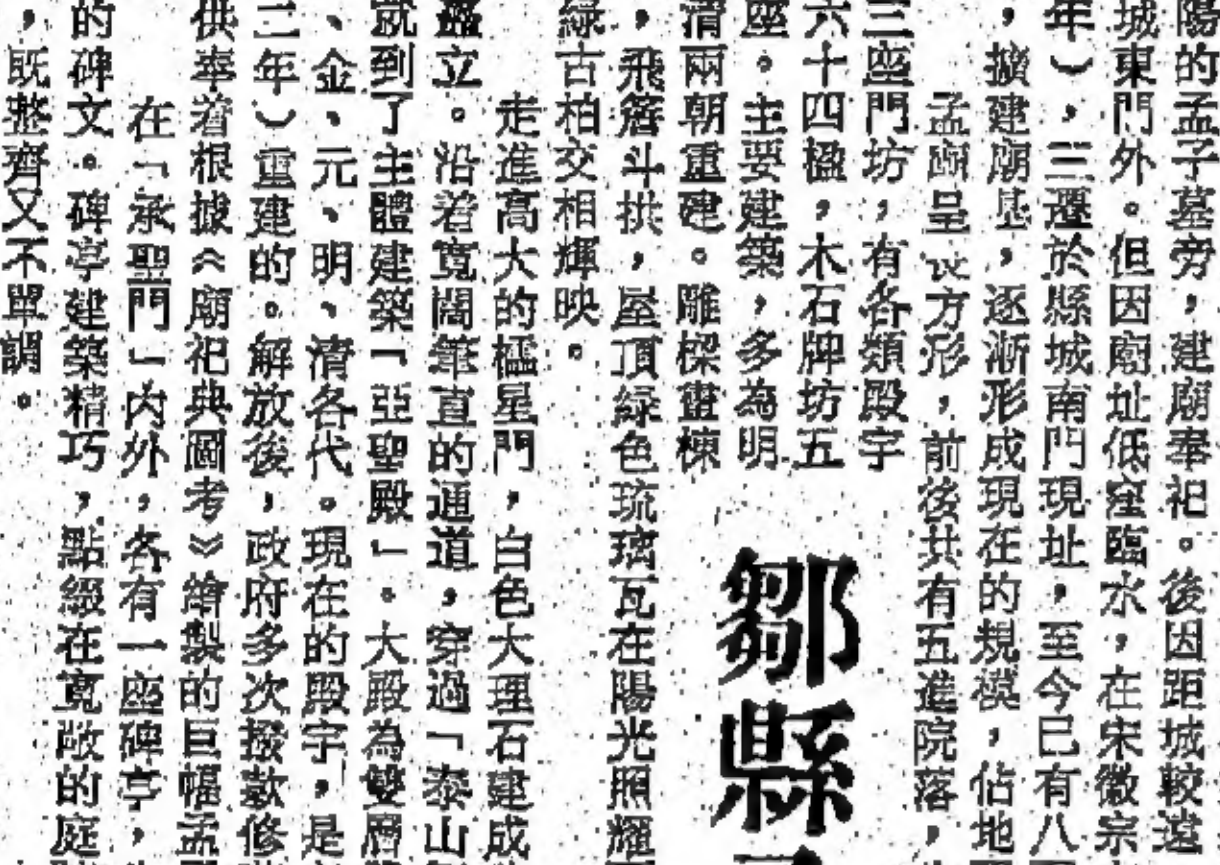 陽的孟子墓旁，建廟奉祀。後因距城較遠
城東門外。但因廟址低窪臨水，在宋徽宗
年），三遷於縣城南門現址，至今已有八
，擴建廟基，逐漸形成現在的規模，佔地
孟廟呈長方形，前後共有五進院落，
三座門坊，有各類殿宇
六十四楹，木石牌坊五
座。主要建築，多為明
清兩朝重建。雕樑畫棟
，飛簷斗拱，屋頂綠色琉璃瓦在陽光照耀
綠古柏交相輝映。
鄒縣
走進高大的櫺星門，白色大理石建成
矗立。沿着寬闊筆直的通道，穿過「泰山
就到了主體建築「亞聖殿」。大殿為雙層
、金、元、明、清各代。現在的殿宇，是
二年）重建的。解放後，政府多次撥款修
供奉着根據《廟祀典圖考》繪製的巨幅孟
在「承聖門」內外，各有一座碑亭，
的碑文。碑亭建築精巧，點綴在寬敞的庭
，既整齊又不單調。